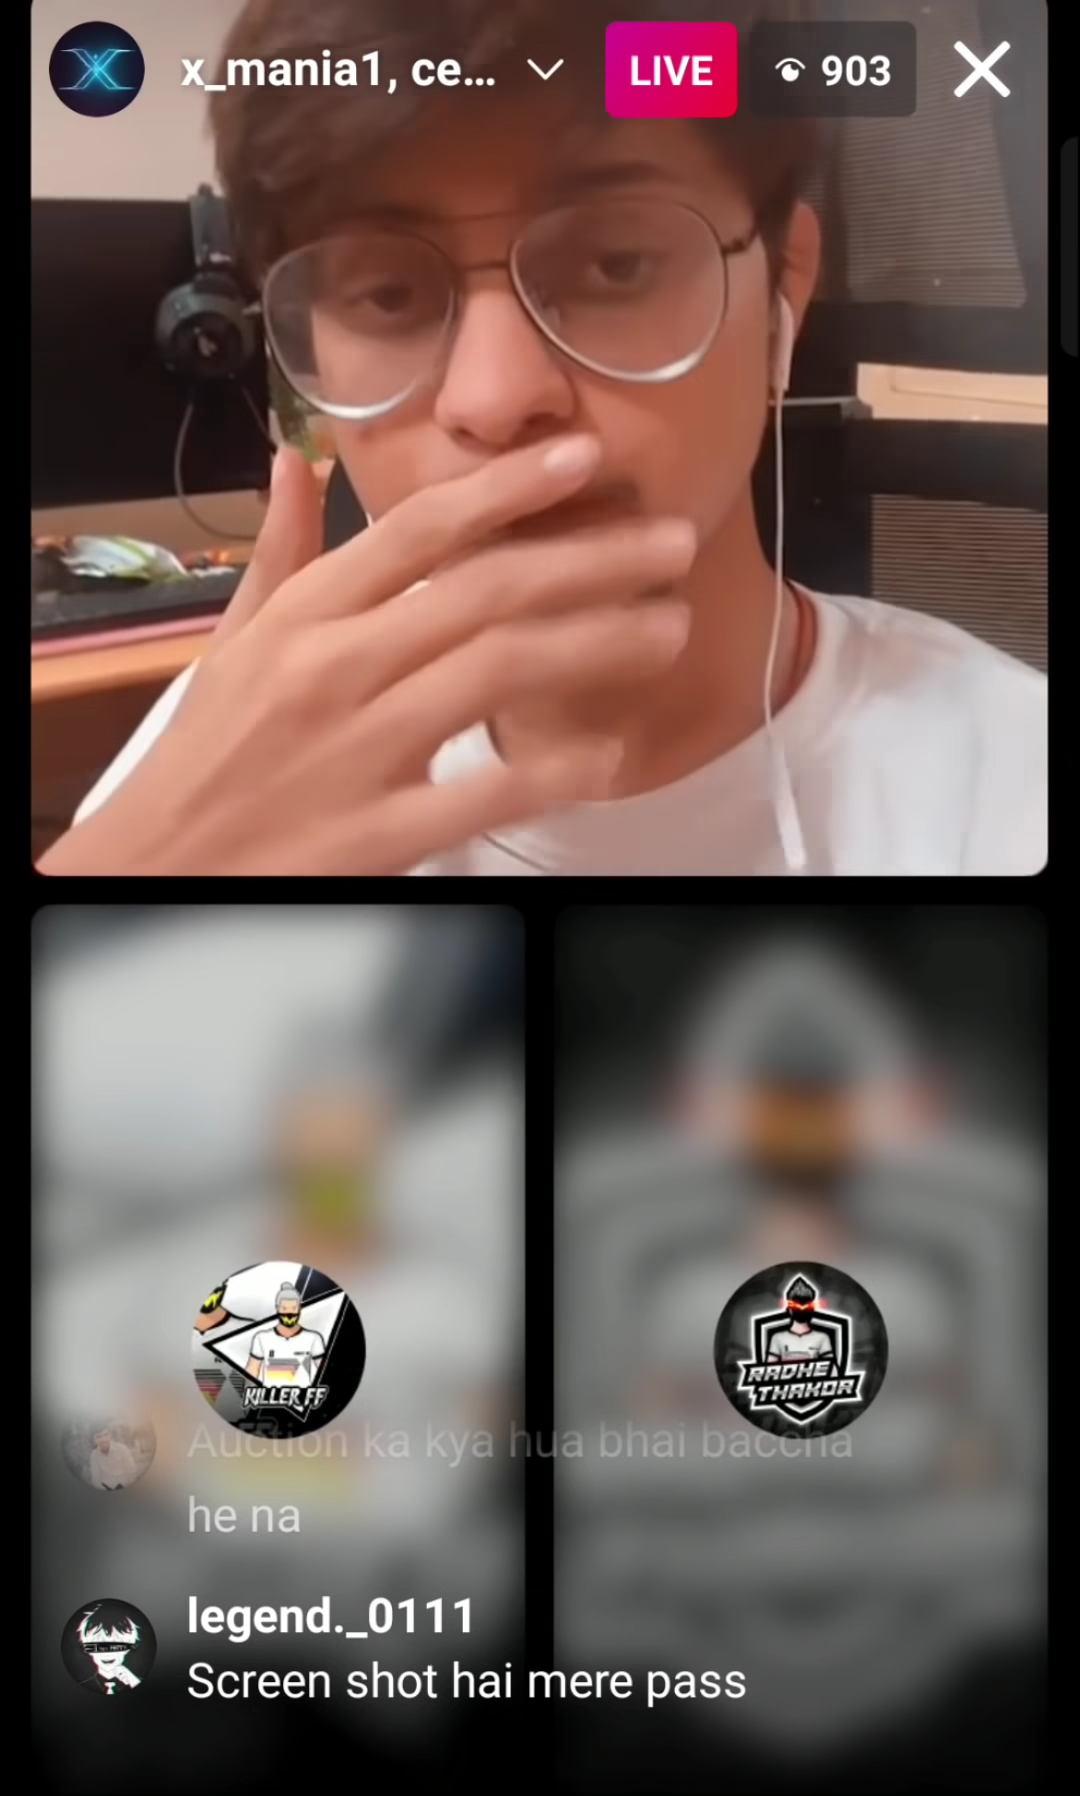 x_mania1, ce...
LIVE
903
KILLER FF
RADHE
THAKOR
Auction ka kya hua bhai baccha
he na
legend._0111
Screen shot hai mere pass